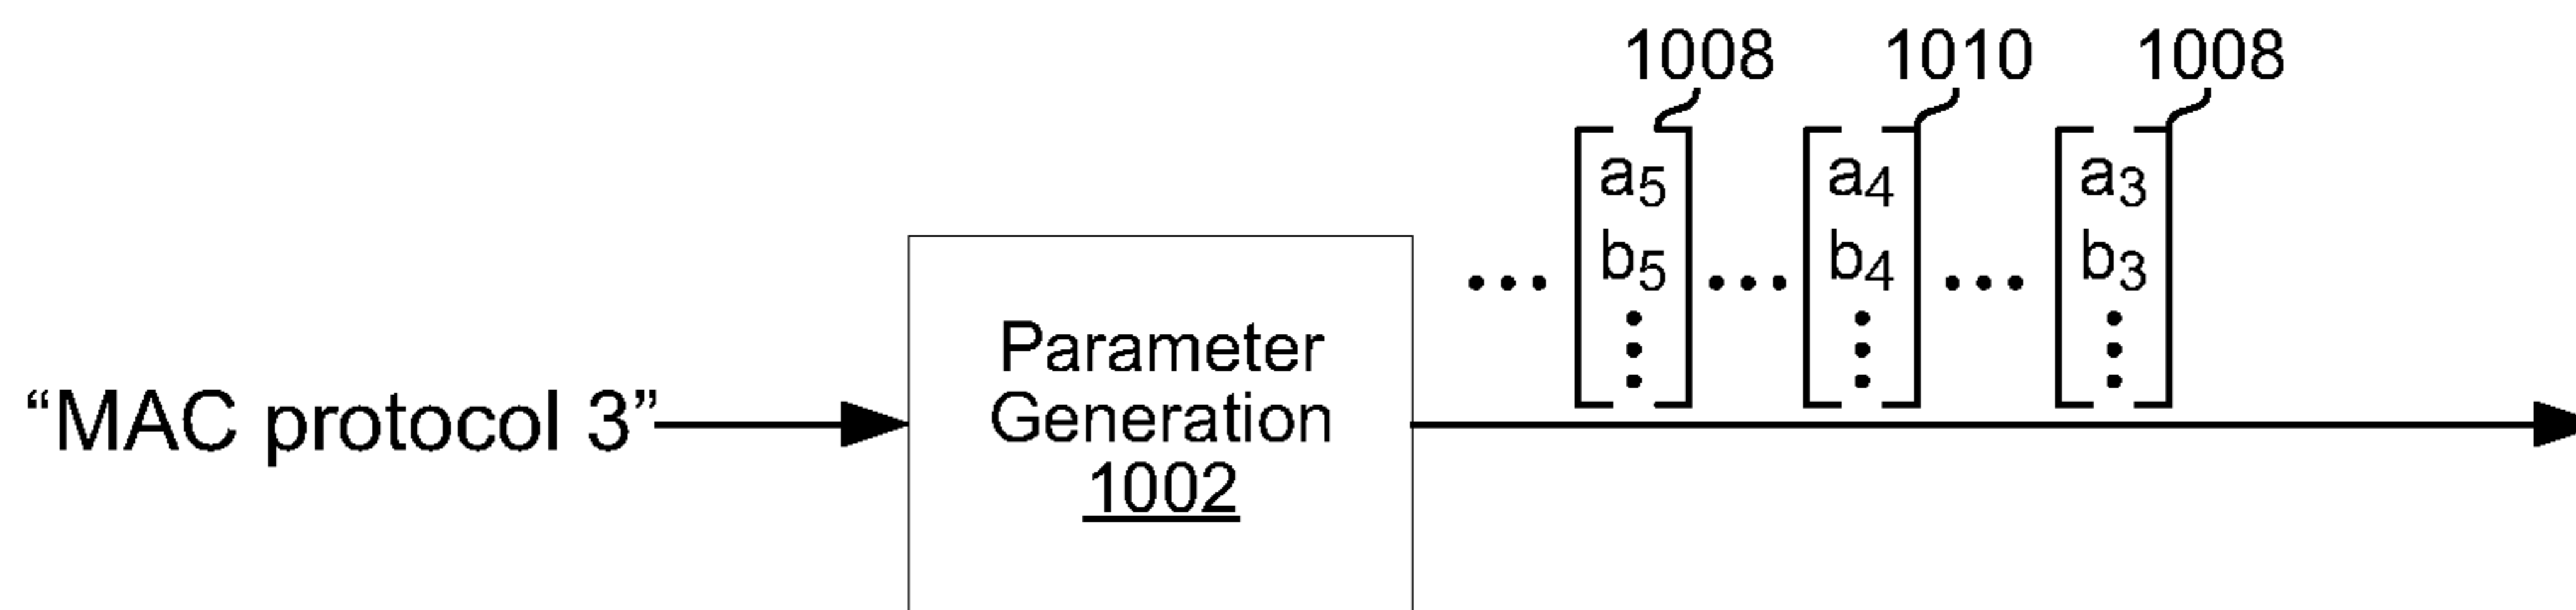 1008 1010 1008
a5 a4 a3
... b5 ... b4 ... b3
“MAC protocol 3”
Parameter
Generation
1002